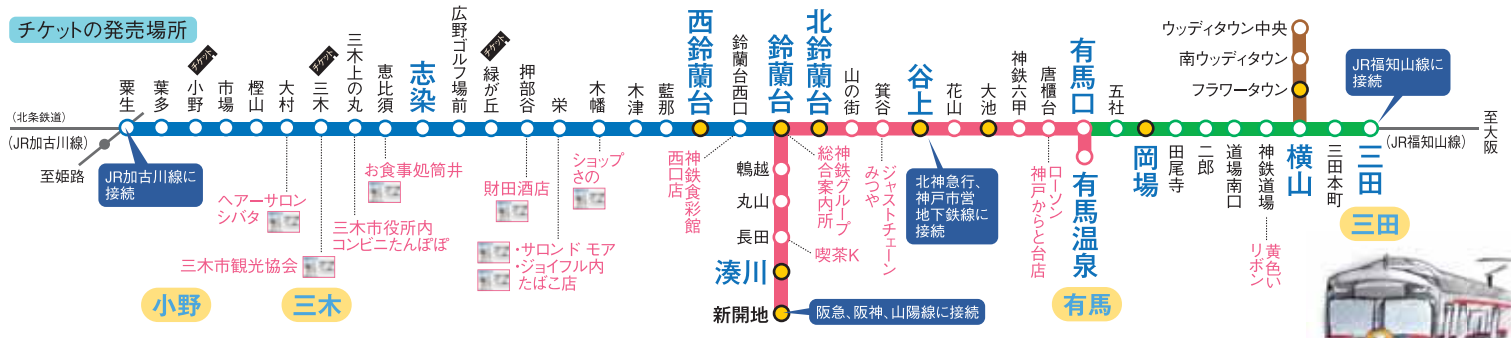 チケットの発売場所
(北条鉄道)
(JR加古川線)
至姫路
JR加古川線に
接続
粟生
葉多
チケット
小野
市場
樫山
大村
チケット
三木
三木上の丸
恵比須
志染
広野ゴルフ場前
チケット
緑が丘
押部谷
栄
木幡
木津
藍那
西鈴蘭台
鈴蘭台西口
鈴蘭台
北鈴蘭台
山の街
箕谷
谷上
花山
大池
神鉄六甲
唐櫃台
有馬口
五社
岡場
田尾寺
二郎
道場南口
神鉄道場
横山
三田本町
三田
ウッディタウン中央
南ウッディタウン
フラワータウン
JR福知山線に
接続
(JR福知山線)
至大阪
ヘアーサロン
シバタ
三木市観光協会
三木市役所内
コンビニたんぽぽ
お食事処筒井
財田酒店
・サロンド モア
・ジョイフル内
たばこ店
ショップ
さの
神鉄食彩館
西口店
鵯越
丸山
長田
湊川
新開地
神鉄グループ
総合案内所
喫茶K
阪急、阪神、山陽線に接続
ジャストチェーン
みつや
北神急行、
神戸市営
地下鉄線に
接続
ローソン
神戸からと台店
有馬温泉
黄色い
リボン
小野
三木
有馬
三田